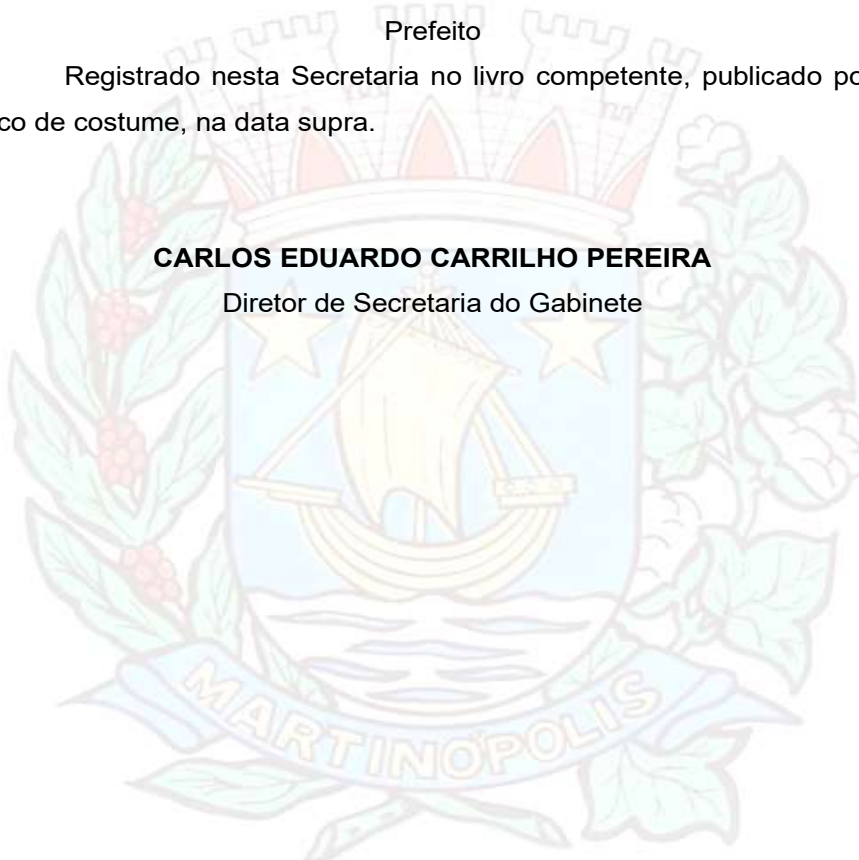 Prefeito
Registrado nesta Secretaria no livro competente, publicado po
co de costume, na data supra.
CARLOS EDUARDO CARRILHO PEREIRA
Diretor de Secretaria do Gabinete
MARTINÓPOLIS